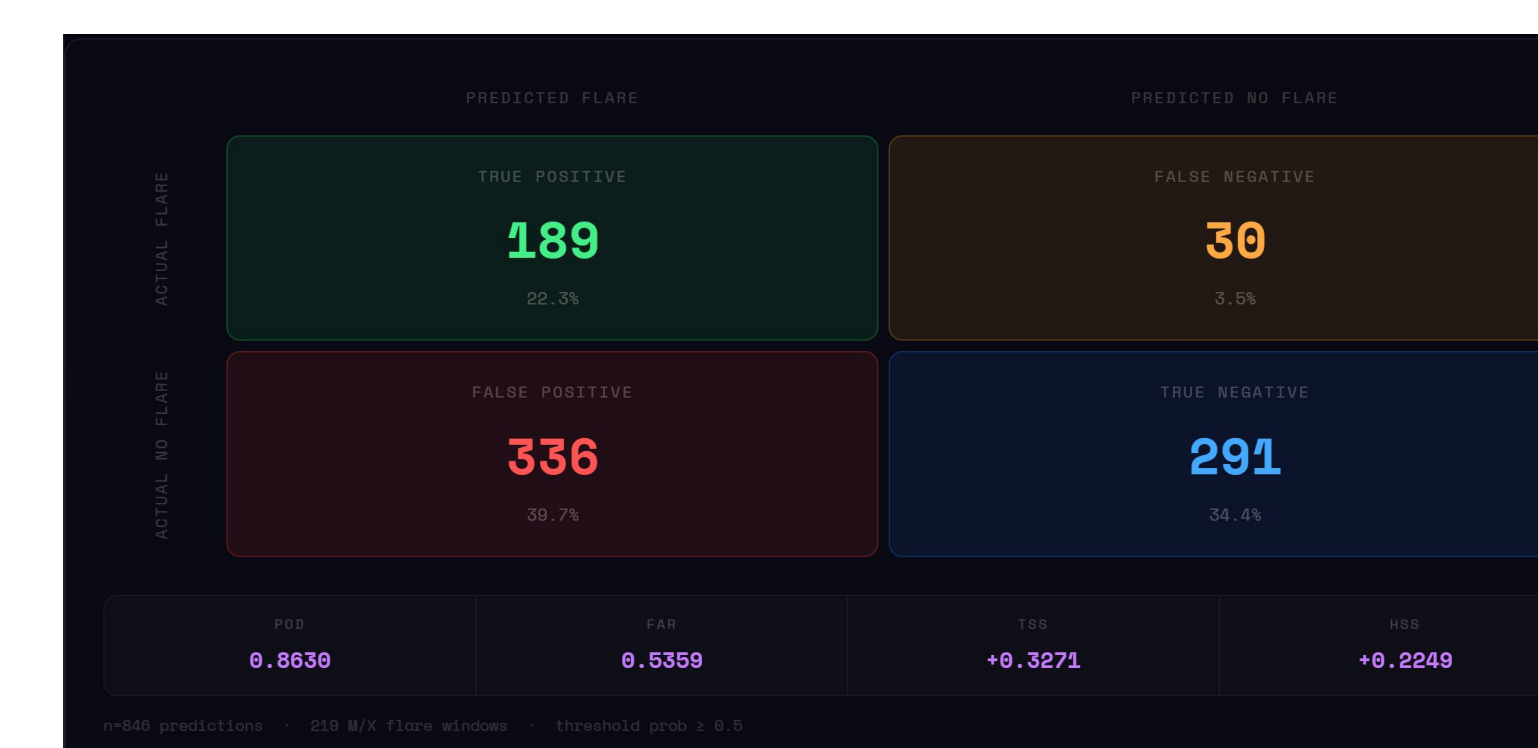 PREDICTED FLARE PREDICTED NO FLARE
ACTUAL FLARE
TRUE POSITIVE FALSE NEGATIVE
189 30
22.3% 3.5%
ACTUAL NO FLARE
FALSE POSITIVE TRUE NEGATIVE
336 291
39.7% 34.4%
POD FAR TSS HSS
0.8630 0.5359 +0.3271 +0.2249
n=846 predictions · 219 M/X flare windows · threshold prob ≥ 0.5